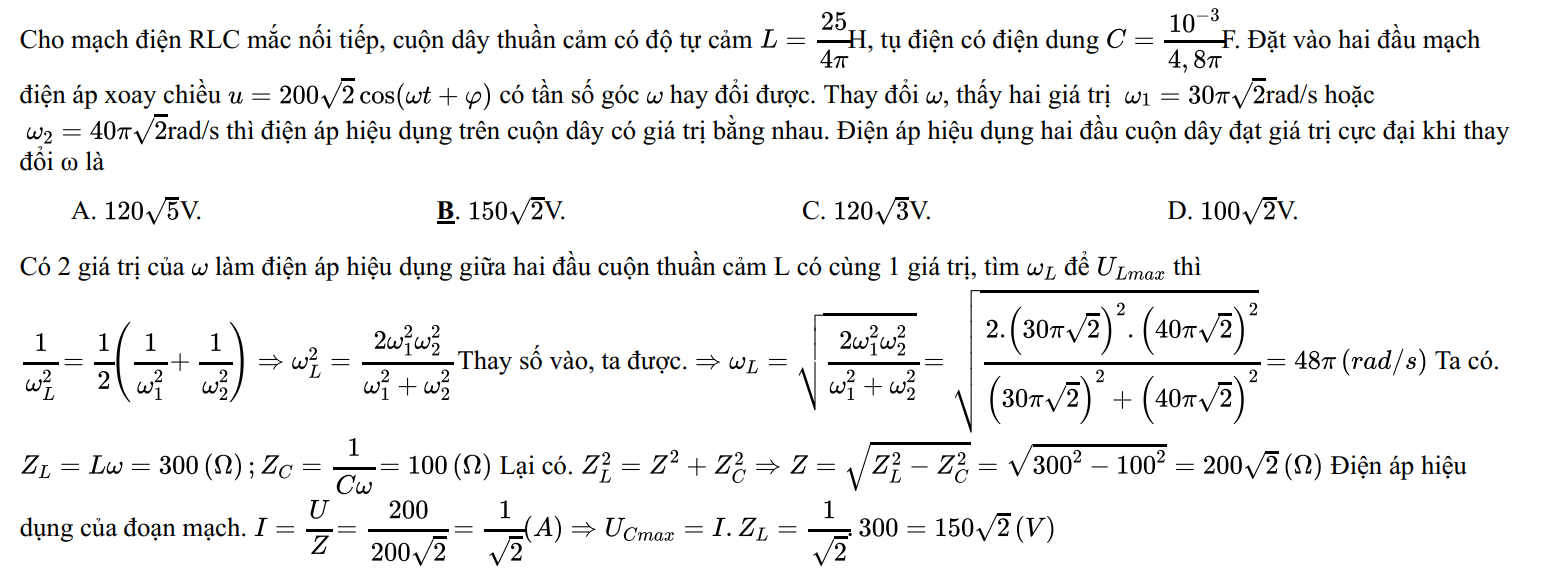 Cho mạch điện RLC mắc nối tiếp, cuộn dây thuần cảm có độ tự cảm $L = \dfrac{25}{4\pi}$H, tụ điện có điện dung $C = \dfrac{10^{-3}}{4,8\pi}$F. Đặt vào hai đầu mạch
điện áp xoay chiều $u = 200\sqrt{2}\cos(\omega t + \varphi)$ có tần số góc $\omega$ hay đổi được. Thay đổi $\omega$, thấy hai giá trị $\omega_1 = 30\pi\sqrt{2}$rad/s hoặc
$\omega_2 = 40\pi\sqrt{2}$rad/s thì điện áp hiệu dụng trên cuộn dây có giá trị bằng nhau. Điện áp hiệu dụng hai đầu cuộn dây đạt giá trị cực đại khi thay
đổi ω là
A. $120\sqrt{5}$V. B. $150\sqrt{2}$V. C. $120\sqrt{3}$V. D. $100\sqrt{2}$V.
Có 2 giá trị của $\omega$ làm điện áp hiệu dụng giữa hai đầu cuộn thuần cảm L có cùng 1 giá trị, tìm $\omega_L$ để $U_{Lmax}$ thì
$\dfrac{1}{\omega_L^2} = \dfrac{1}{2}\left(\dfrac{1}{\omega_1^2} + \dfrac{1}{\omega_2^2}\right) \Rightarrow \omega_L^2 = \dfrac{2\omega_1^2\omega_2^2}{\omega_1^2 + \omega_2^2}$ Thay số vào, ta được. $\Rightarrow \omega_L = \sqrt{\dfrac{2\omega_1^2\omega_2^2}{\omega_1^2 + \omega_2^2}} = \sqrt{\dfrac{2.\left(30\pi\sqrt{2}\right)^2.\left(40\pi\sqrt{2}\right)^2}{\left(30\pi\sqrt{2}\right)^2 + \left(40\pi\sqrt{2}\right)^2}} = 48\pi\,(rad/s)$ Ta có.
$Z_L = L\omega = 300\,(\Omega); Z_C = \dfrac{1}{C\omega} = 100\,(\Omega)$ Lại có. $Z_L^2 = Z^2 + Z_C^2 \Rightarrow Z = \sqrt{Z_L^2 - Z_C^2} = \sqrt{300^2 - 100^2} = 200\sqrt{2}\,(\Omega)$ Điện áp hiệu
dụng của đoạn mạch. $I = \dfrac{U}{Z} = \dfrac{200}{200\sqrt{2}} = \dfrac{1}{\sqrt{2}}(A) \Rightarrow U_{Cmax} = I.Z_L = \dfrac{1}{\sqrt{2}}.300 = 150\sqrt{2}\,(V)$